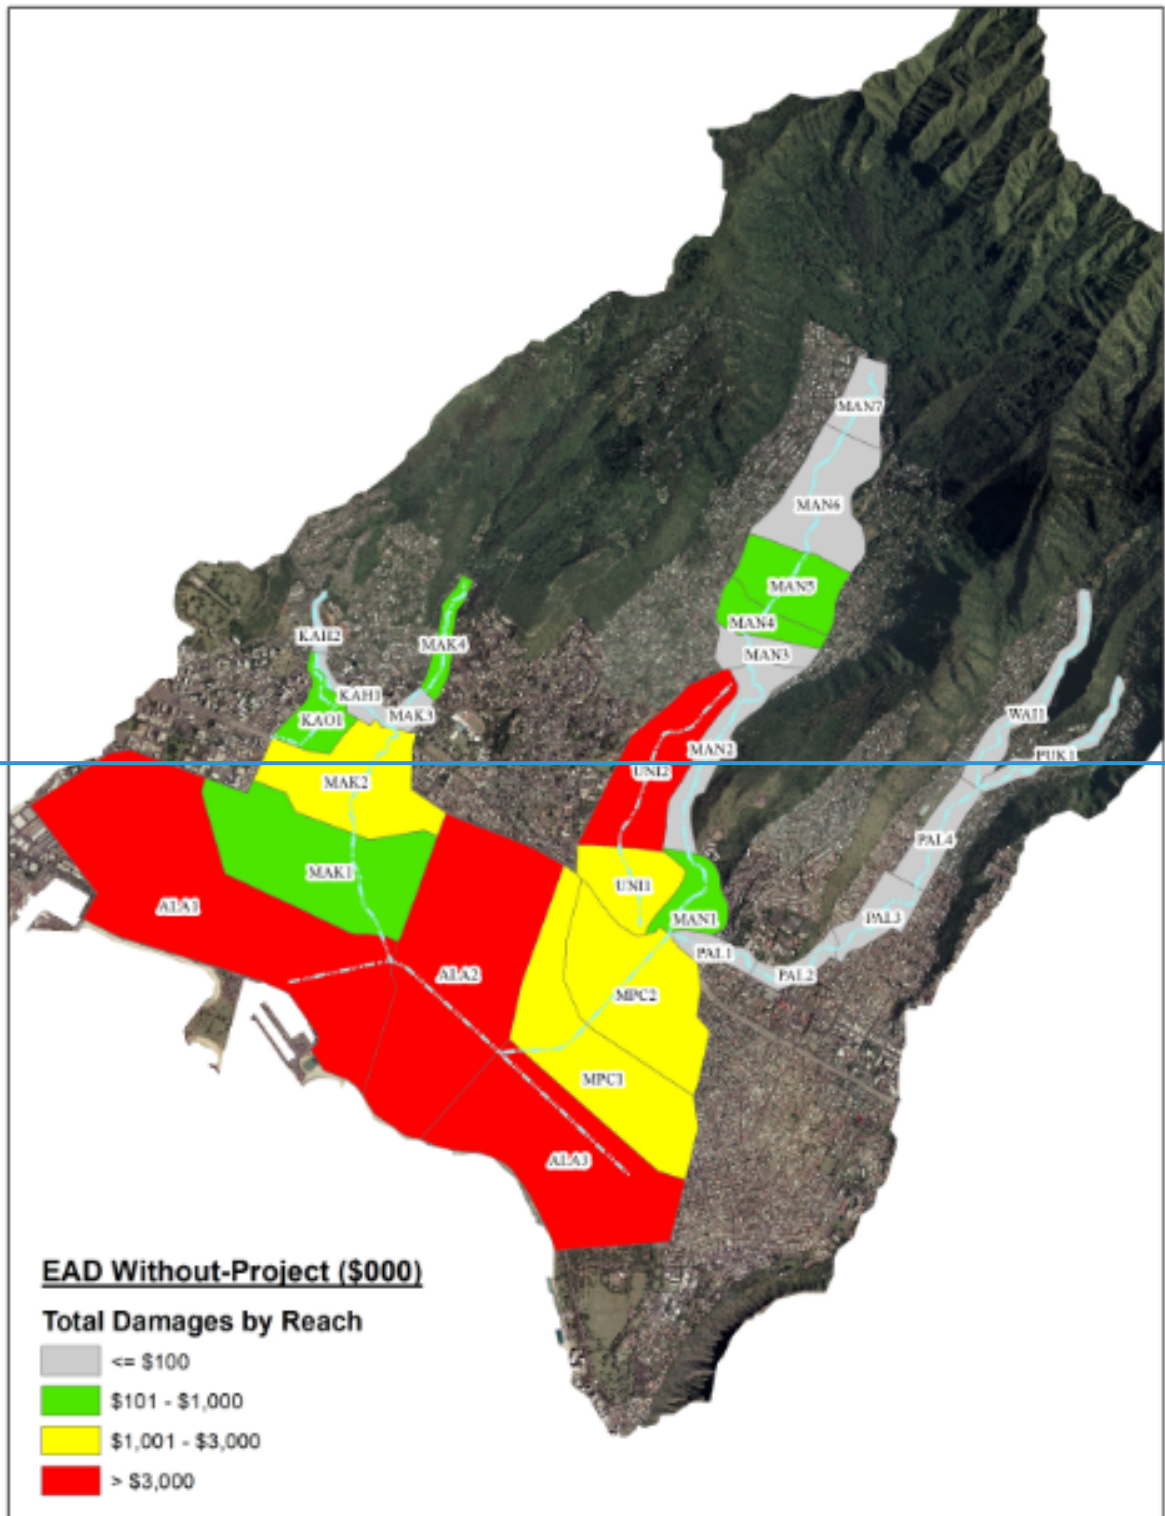 MAN7
MAN6
MAN5
MAN4
MAN3
KAH2
MAK4
KAH1
MAK3
KAO1
WAI1
MAN2
PUK1
UNI2
MAK2
PAL4
MAK1
UNI1
ALA1
MAN1
PAL3
PAL1
ALA2
PAL2
MPC2
MPC1
ALA3
EAD Without-Project ($000)
Total Damages by Reach
<= $100
$101 - $1,000
$1,001 - $3,000
> $3,000